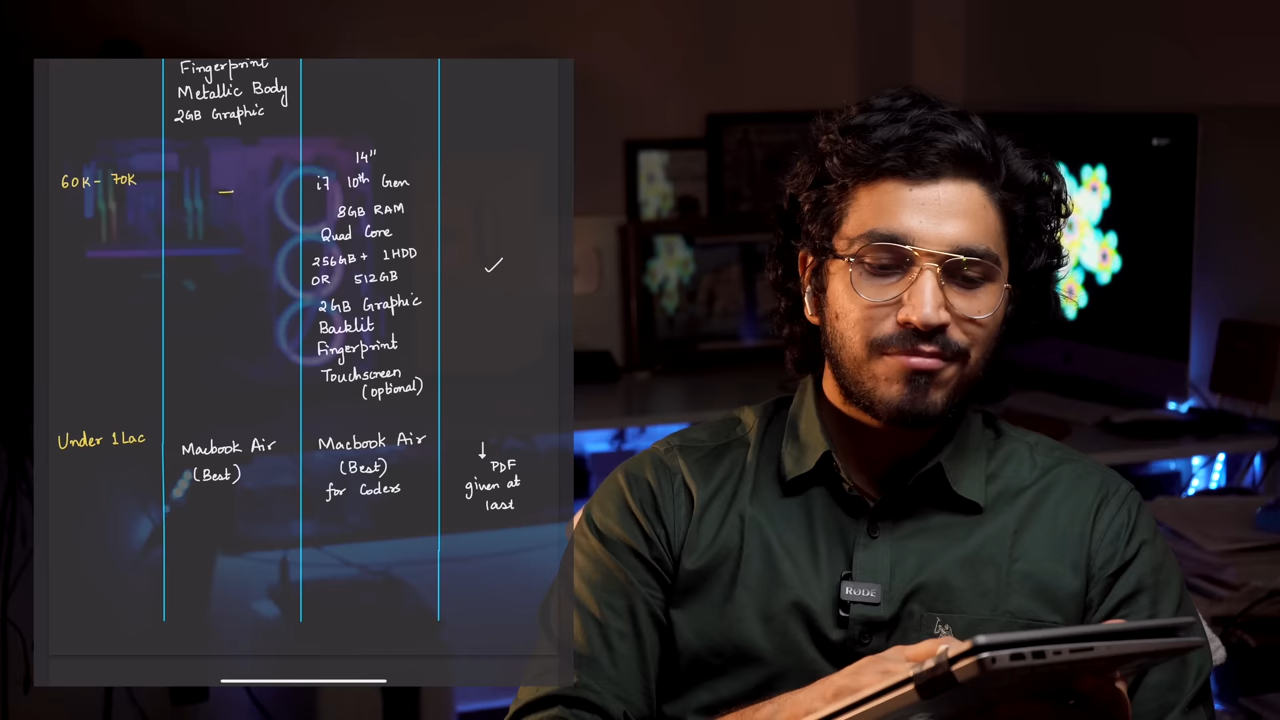 Fingerprint
Metallic Body
2GB Graphic
60K- 70K
—
14"
i7 10th Gen
8GB RAM
Quad Core
256GB + 1HDD
OR 512GB
2GB Graphic
Backlit
Fingerprint
Touchscreen
(optional)
✓
Under 1 Lac
Macbook Air
(Best)
Macbook Air
(Best)
for Coders
↓
PDF
given at
last
RØDE